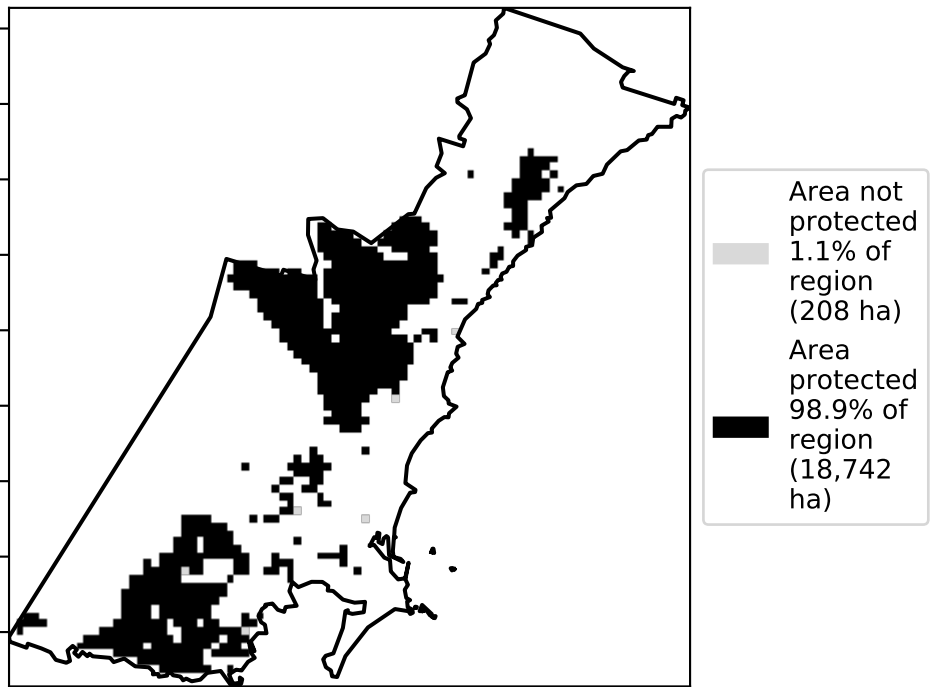 Area not
protected
1.1% of
region
(208 ha)
Area
protected
98.9% of
region
(18,742
ha)